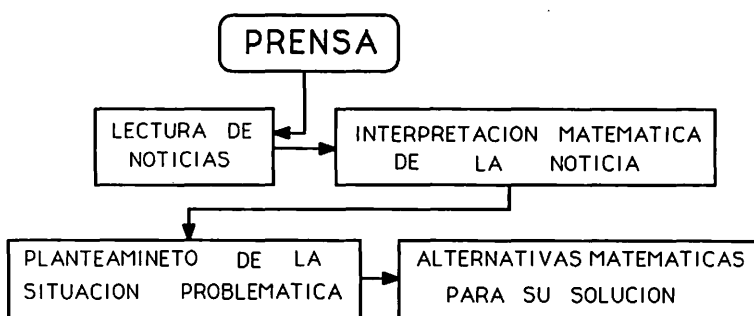 PRENSA
LECTURA DE
NOTICIAS
INTERPRETACION MATEMATICA
DE LA NOTICIA
PLANTEAMINETO DE LA
SITUACION PROBLEMATICA
ALTERNATIVAS MATEMATICAS
PARA SU SOLUCION